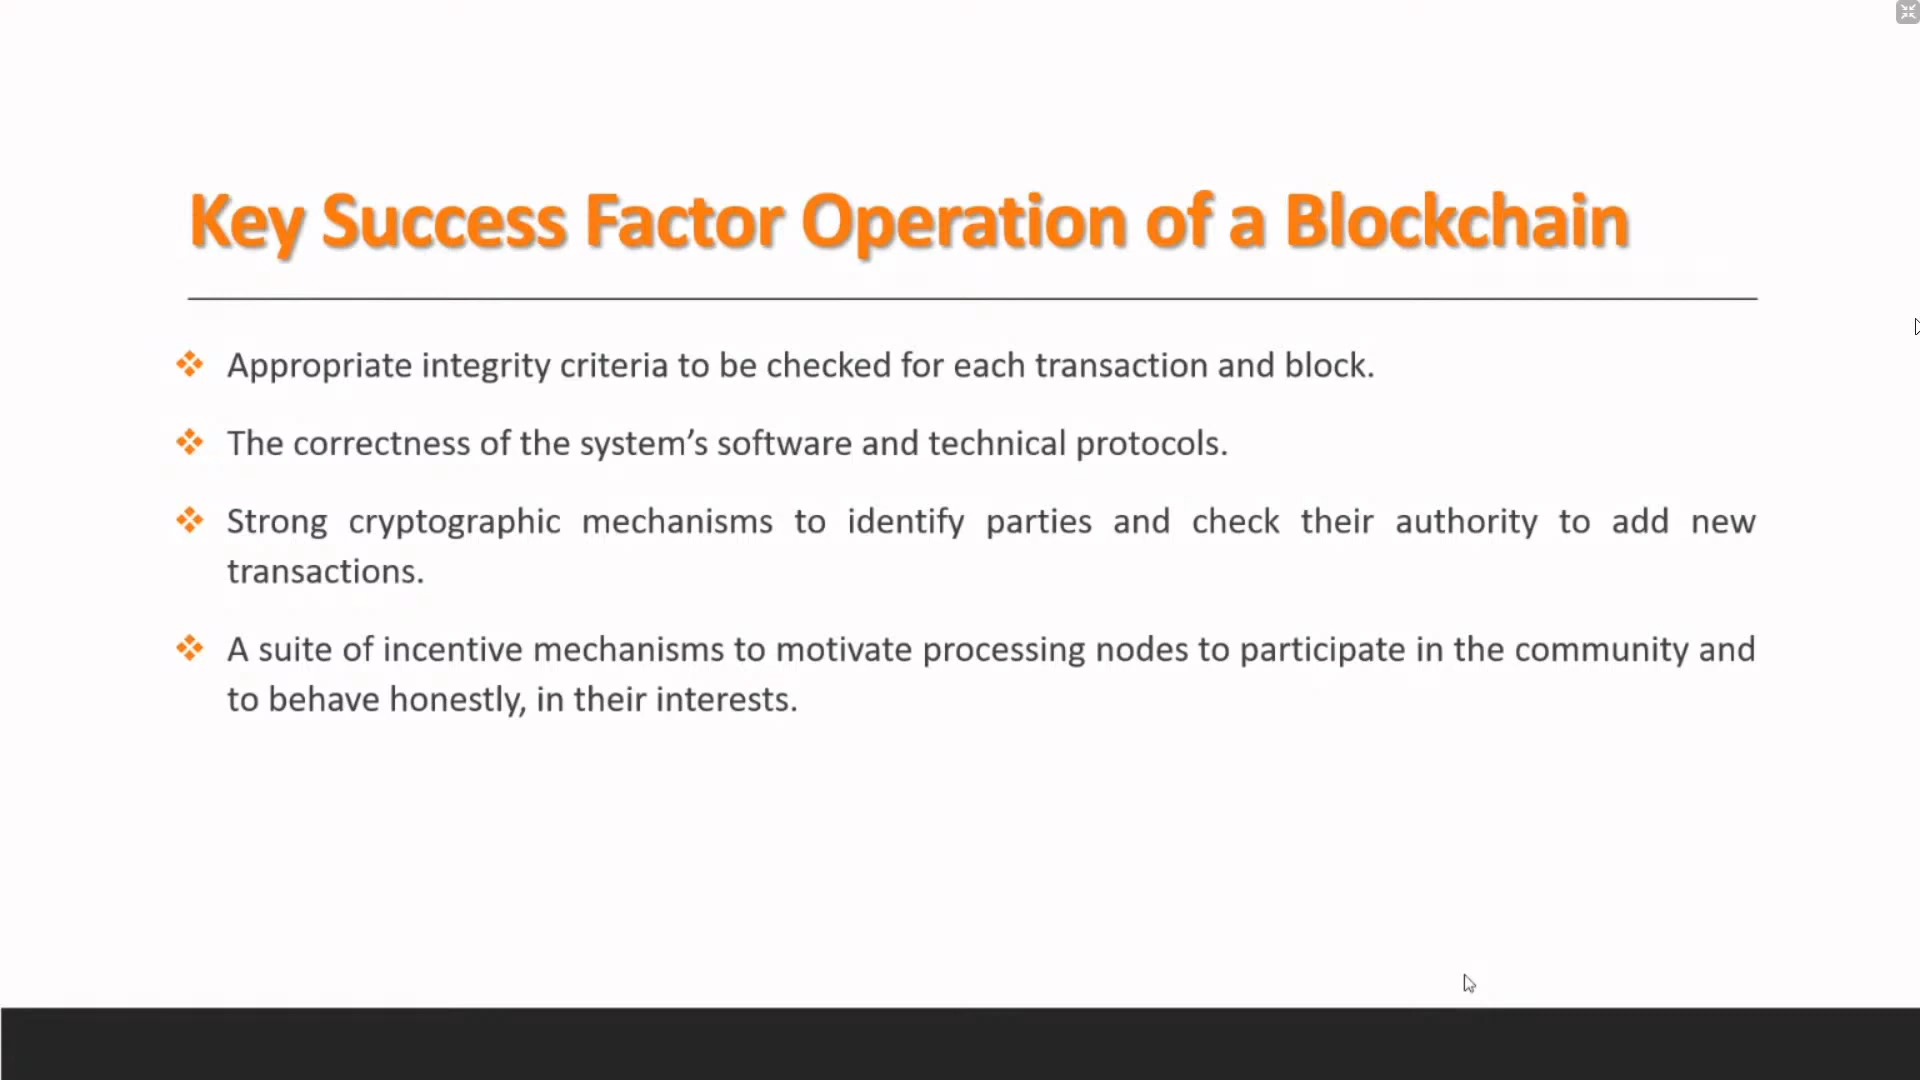 Key Success Factor Operation of a Blockchain
Appropriate integrity criteria to be checked for each transaction and block.
The correctness of the system’s software and technical protocols.
Strong cryptographic mechanisms to identify parties and check their authority to add new
transactions.
A suite of incentive mechanisms to motivate processing nodes to participate in the community and
to behave honestly, in their interests.